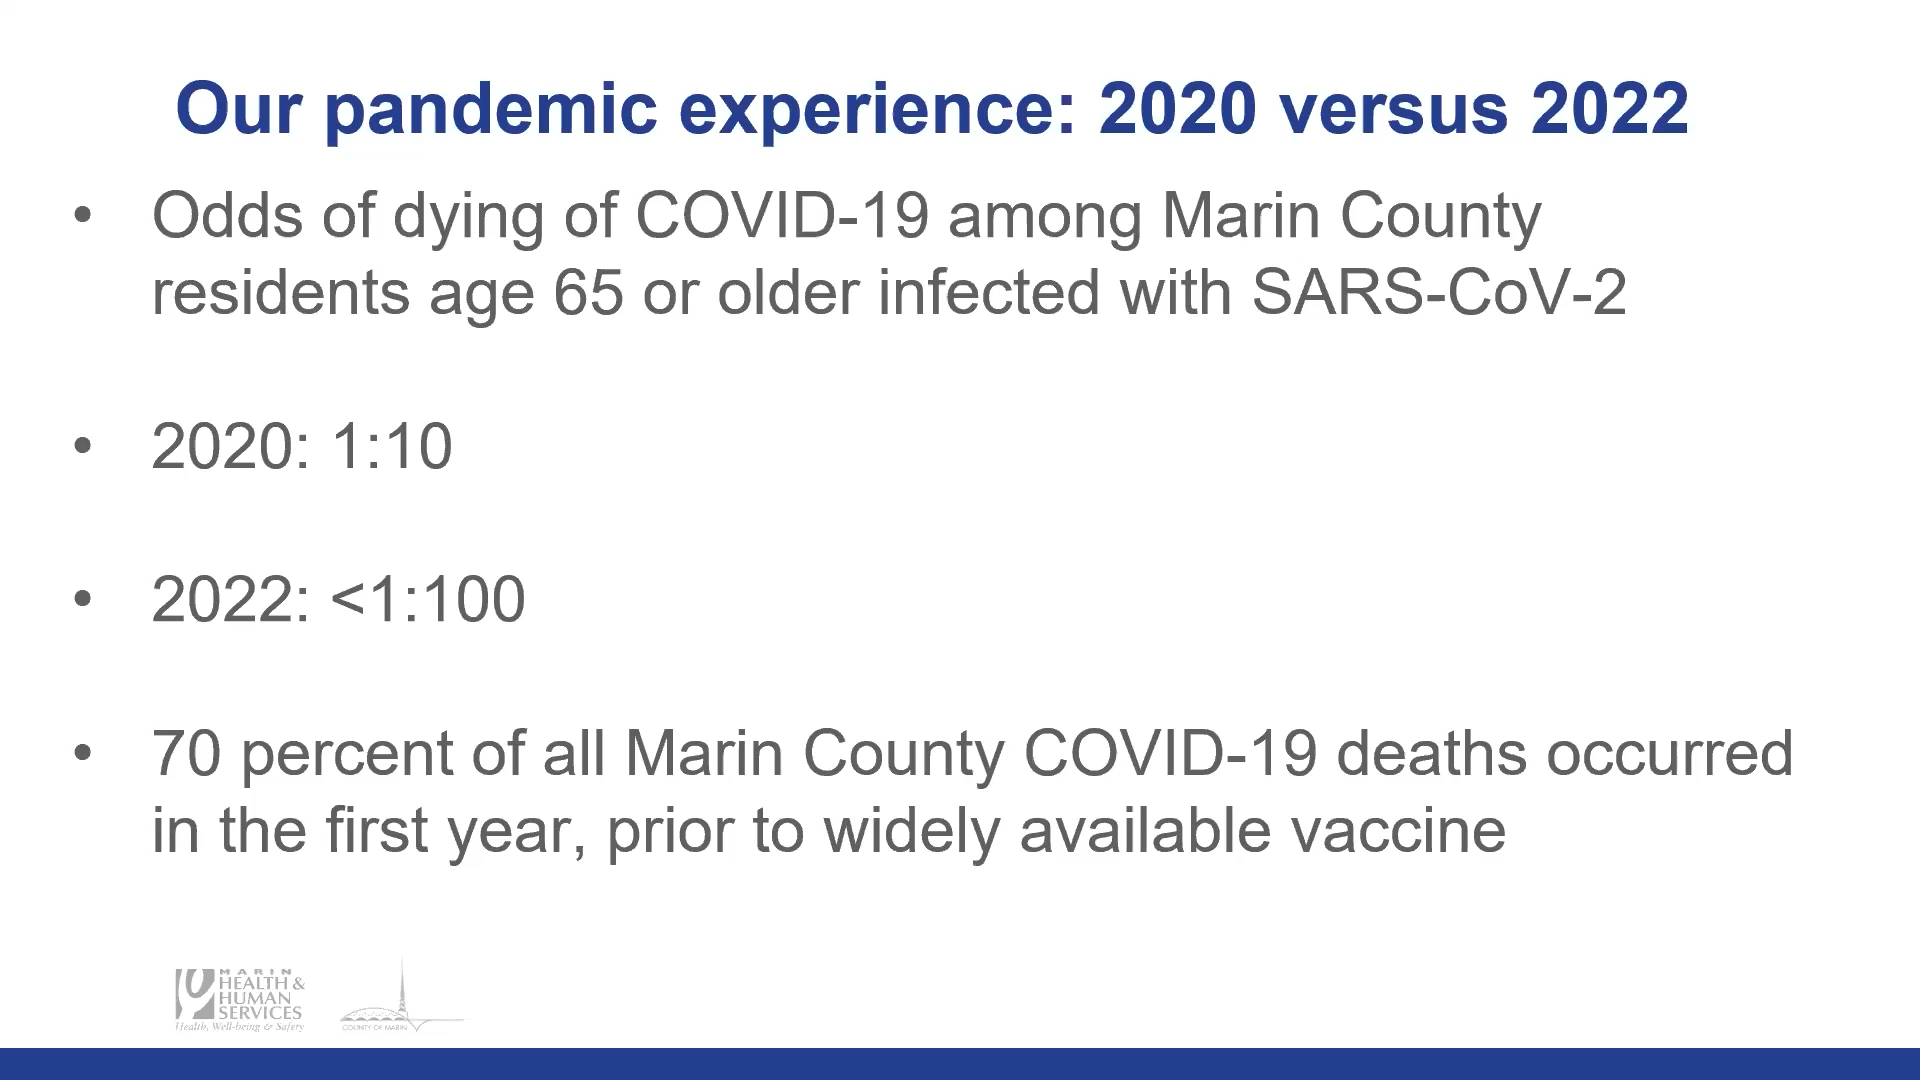 Our pandemic experience: 2020 versus 2022
• Odds of dying of COVID-19 among Marin County
residents age 65 or older infected with SARS-CoV-2
• 2020: 1:10
• 2022: <1:100
• 70 percent of all Marin County COVID-19 deaths occurred
in the first year, prior to widely available vaccine
MARIN
HEALTH &
HUMAN
SERVICES
Health, Well-being & Safety
COUNTY OF MARIN